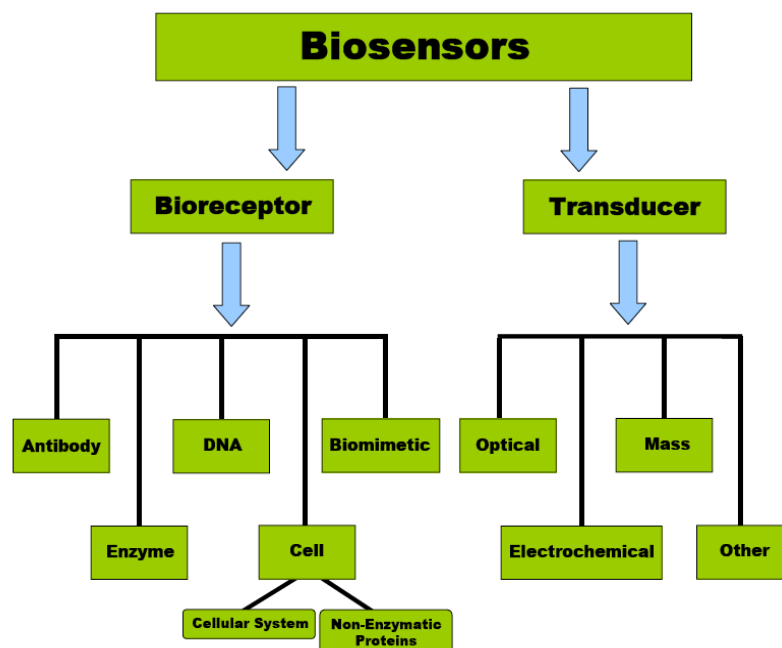 Biosensors
Bioreceptor
Transducer
Antibody
DNA
Biomimetic
Optical
Mass
Enzyme
Cell
Electrochemical
Other
Cellular System
Non-Enzymatic
Proteins